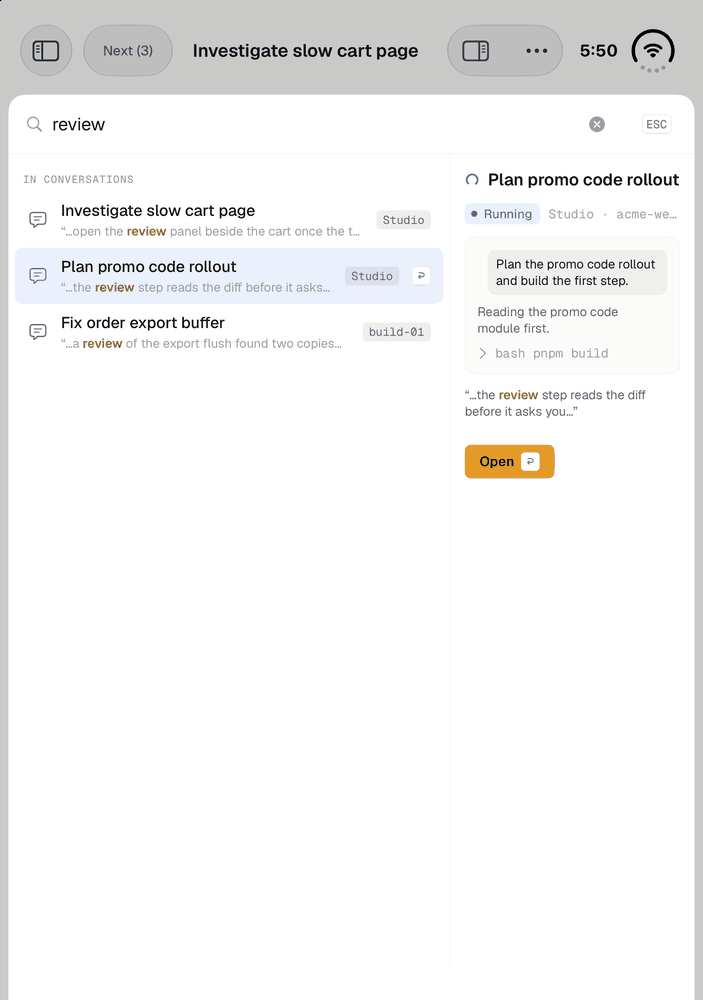 Next (3)
Investigate slow cart page
5:50
review
ESC
IN CONVERSATIONS
Investigate slow cart page
“…open the review panel beside the cart once the t…
Studio
Plan promo code rollout
“…the review step reads the diff before it asks…
Studio
Fix order export buffer
“…a review of the export flush found two copies…
build-01
Plan promo code rollout
Running
Studio · acme-we…
Plan the promo code rollout
and build the first step.
Reading the promo code
module first.
bash pnpm build
“…the review step reads the diff
before it asks you…”
Open